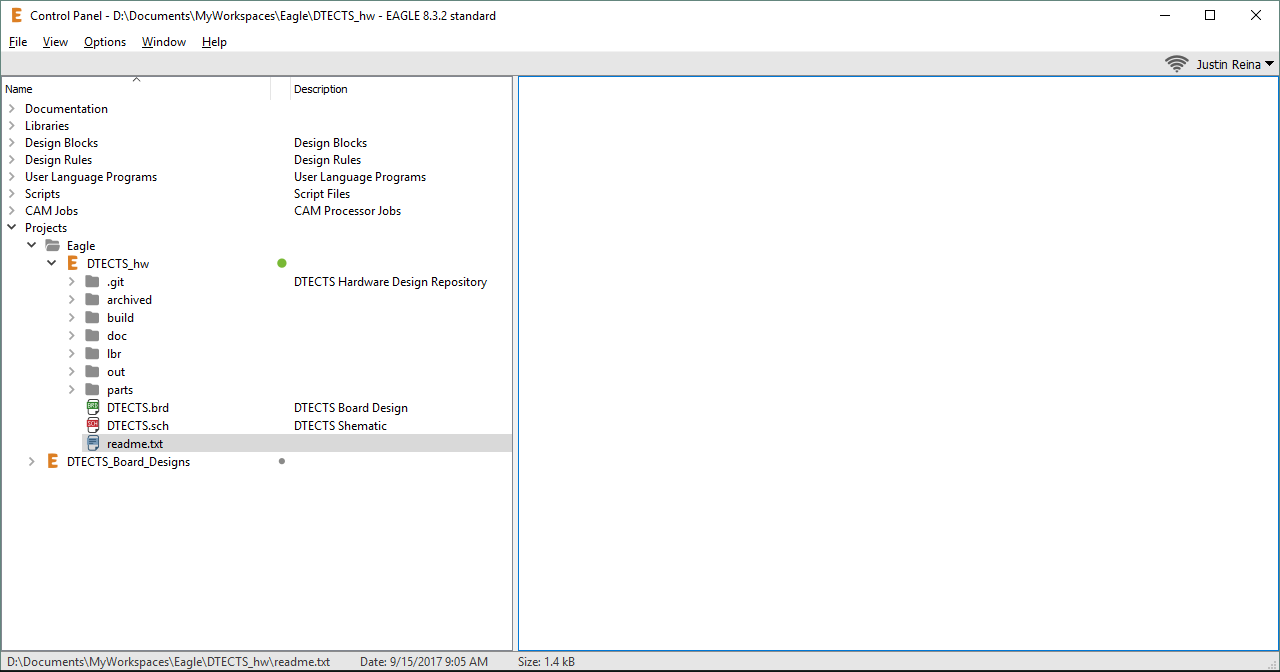 Control Panel - D:\Documents\MyWorkspaces\Eagle\DTECTS_hw - EAGLE 8.3.2 standard
File View Options Window Help
Justin Reina
Name Description
Documentation
Libraries
Design Blocks Design Blocks
Design Rules Design Rules
User Language Programs User Language Programs
Scripts Script Files
CAM Jobs CAM Processor Jobs
Projects
Eagle
DTECTS_hw
.git DTECTS Hardware Design Repository
archived
build
doc
lbr
out
parts
DTECTS.brd DTECTS Board Design
DTECTS.sch DTECTS Shematic
readme.txt
DTECTS_Board_Designs
D:\Documents\MyWorkspaces\Eagle\DTECTS_hw\readme.txt Date: 9/15/2017 9:05 AM Size: 1.4 kB